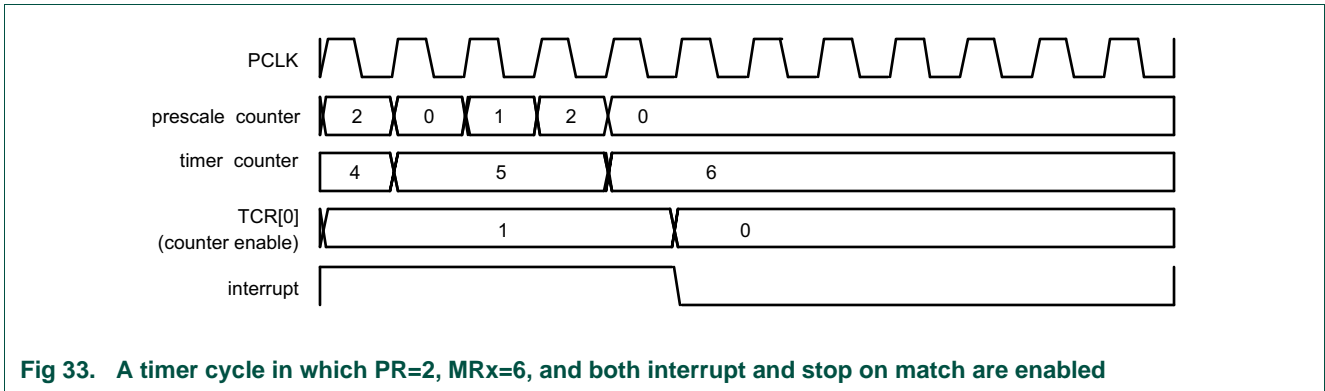 PCLK
prescale counter 2 0 1 2 0
timer counter 4 5 6
TCR[0]
(counter enable) 1 0
interrupt
Fig 33. A timer cycle in which PR=2, MRx=6, and both interrupt and stop on match are enabled